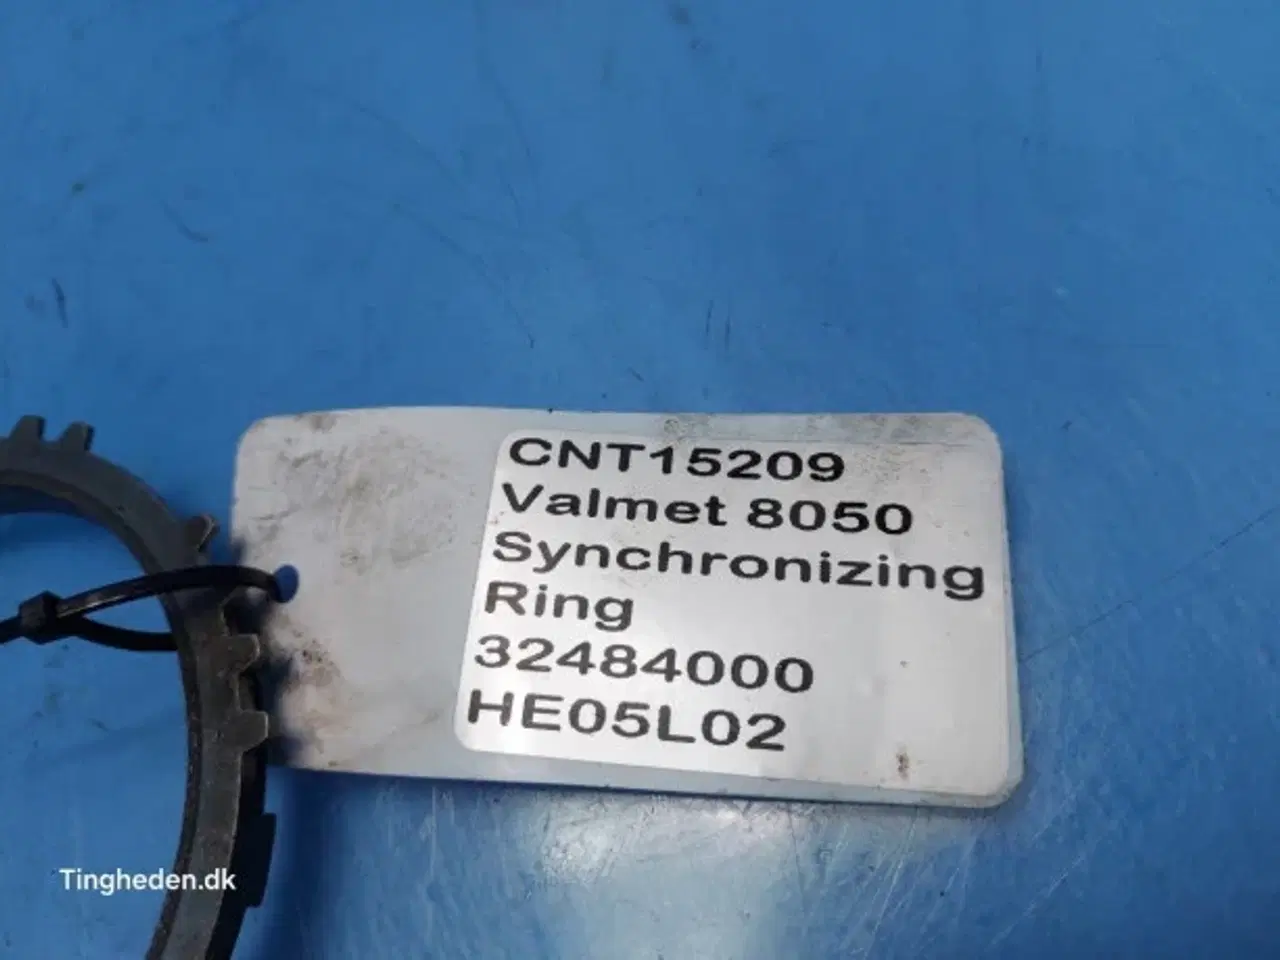 CNT15209
Valmet 8050
Synchronizing
Ring
32484000
HE05L02
Tingheden.dk